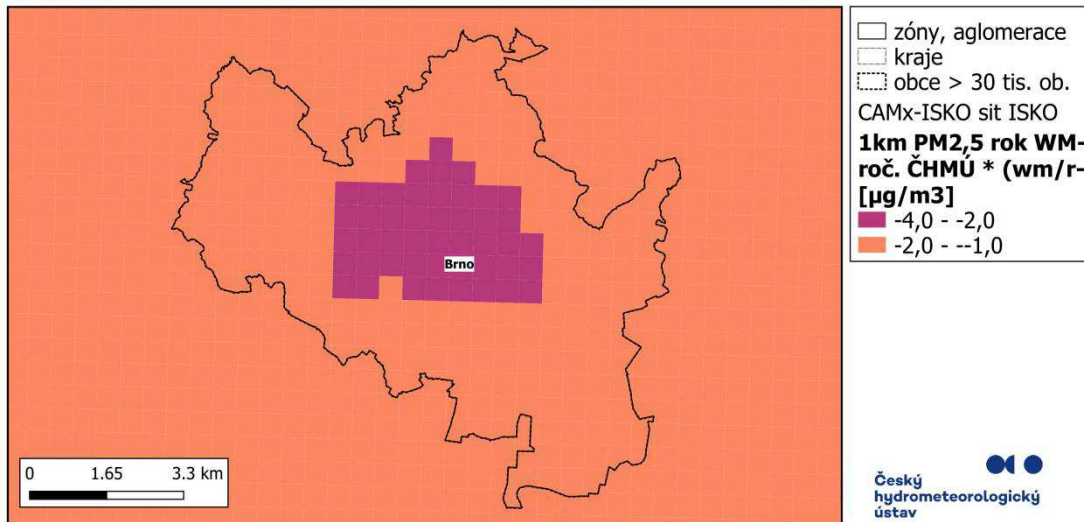 Brno
0 1.65 3.3 km
zóny, aglomerace
kraje
obce > 30 tis. ob.
CAMx-ISKO sit ISKO
1km PM2,5 rok WM-
roč. ČHMÚ * (wm/r-
[µg/m3]
-4,0 - -2,0
-2,0 - --1,0
Český
hydrometeorologický
ústav